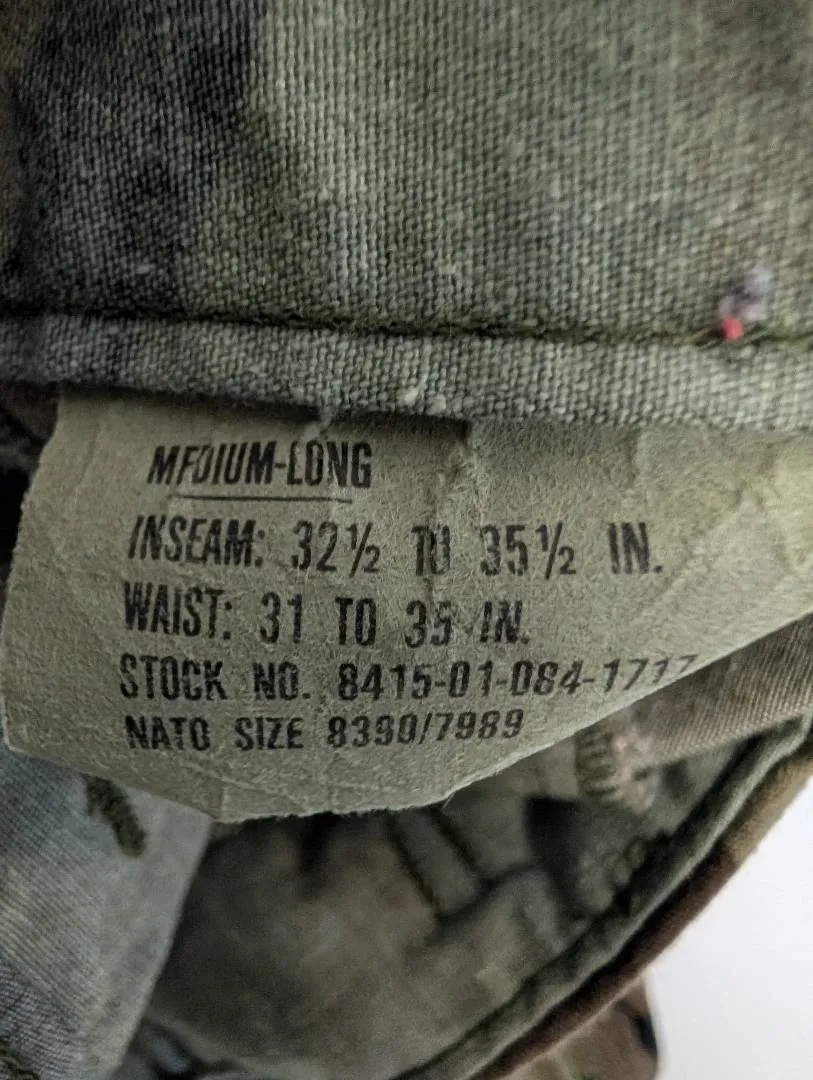 MEDIUM-LONG
INSEAM: 32½ TO 35½ IN.
WAIST: 31 TO 35 IN.
STOCK NO. 8415-01-084-1717
NATO SIZE 8390/7989